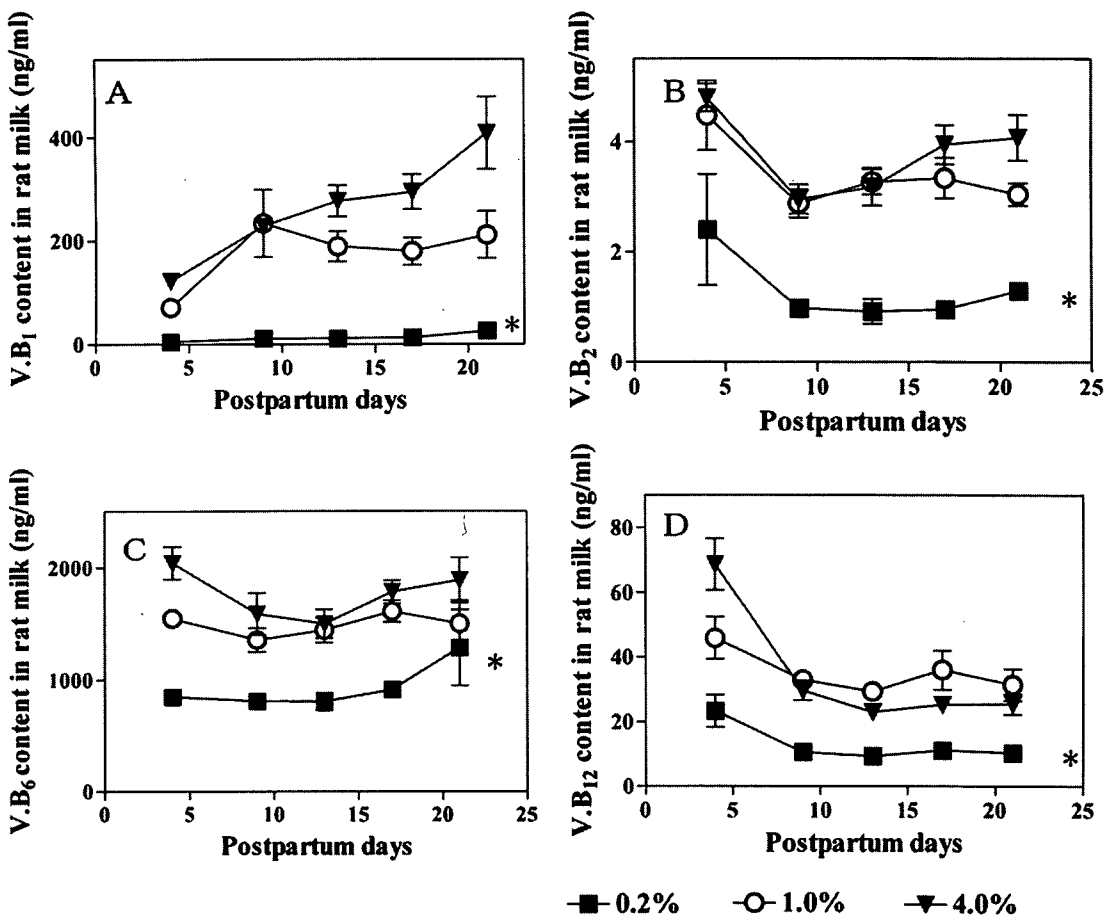 V.B₁ content in rat milk (ng/ml)
A
400
200
0
0 5 10 15 20
*
Postpartum days
V.B₂ content in rat milk (ng/ml)
B
4
2
0
0 5 10 15 20 25
*
Postpartum days
V.B₆ content in rat milk (ng/ml)
C
2000
1000
0
0 5 10 15 20 25
*
Postpartum days
V.B₁₂ content in rat milk (ng/ml)
D
80
60
40
20
0
0 5 10 15 20 25
*
Postpartum days
0.2% 1.0% 4.0%